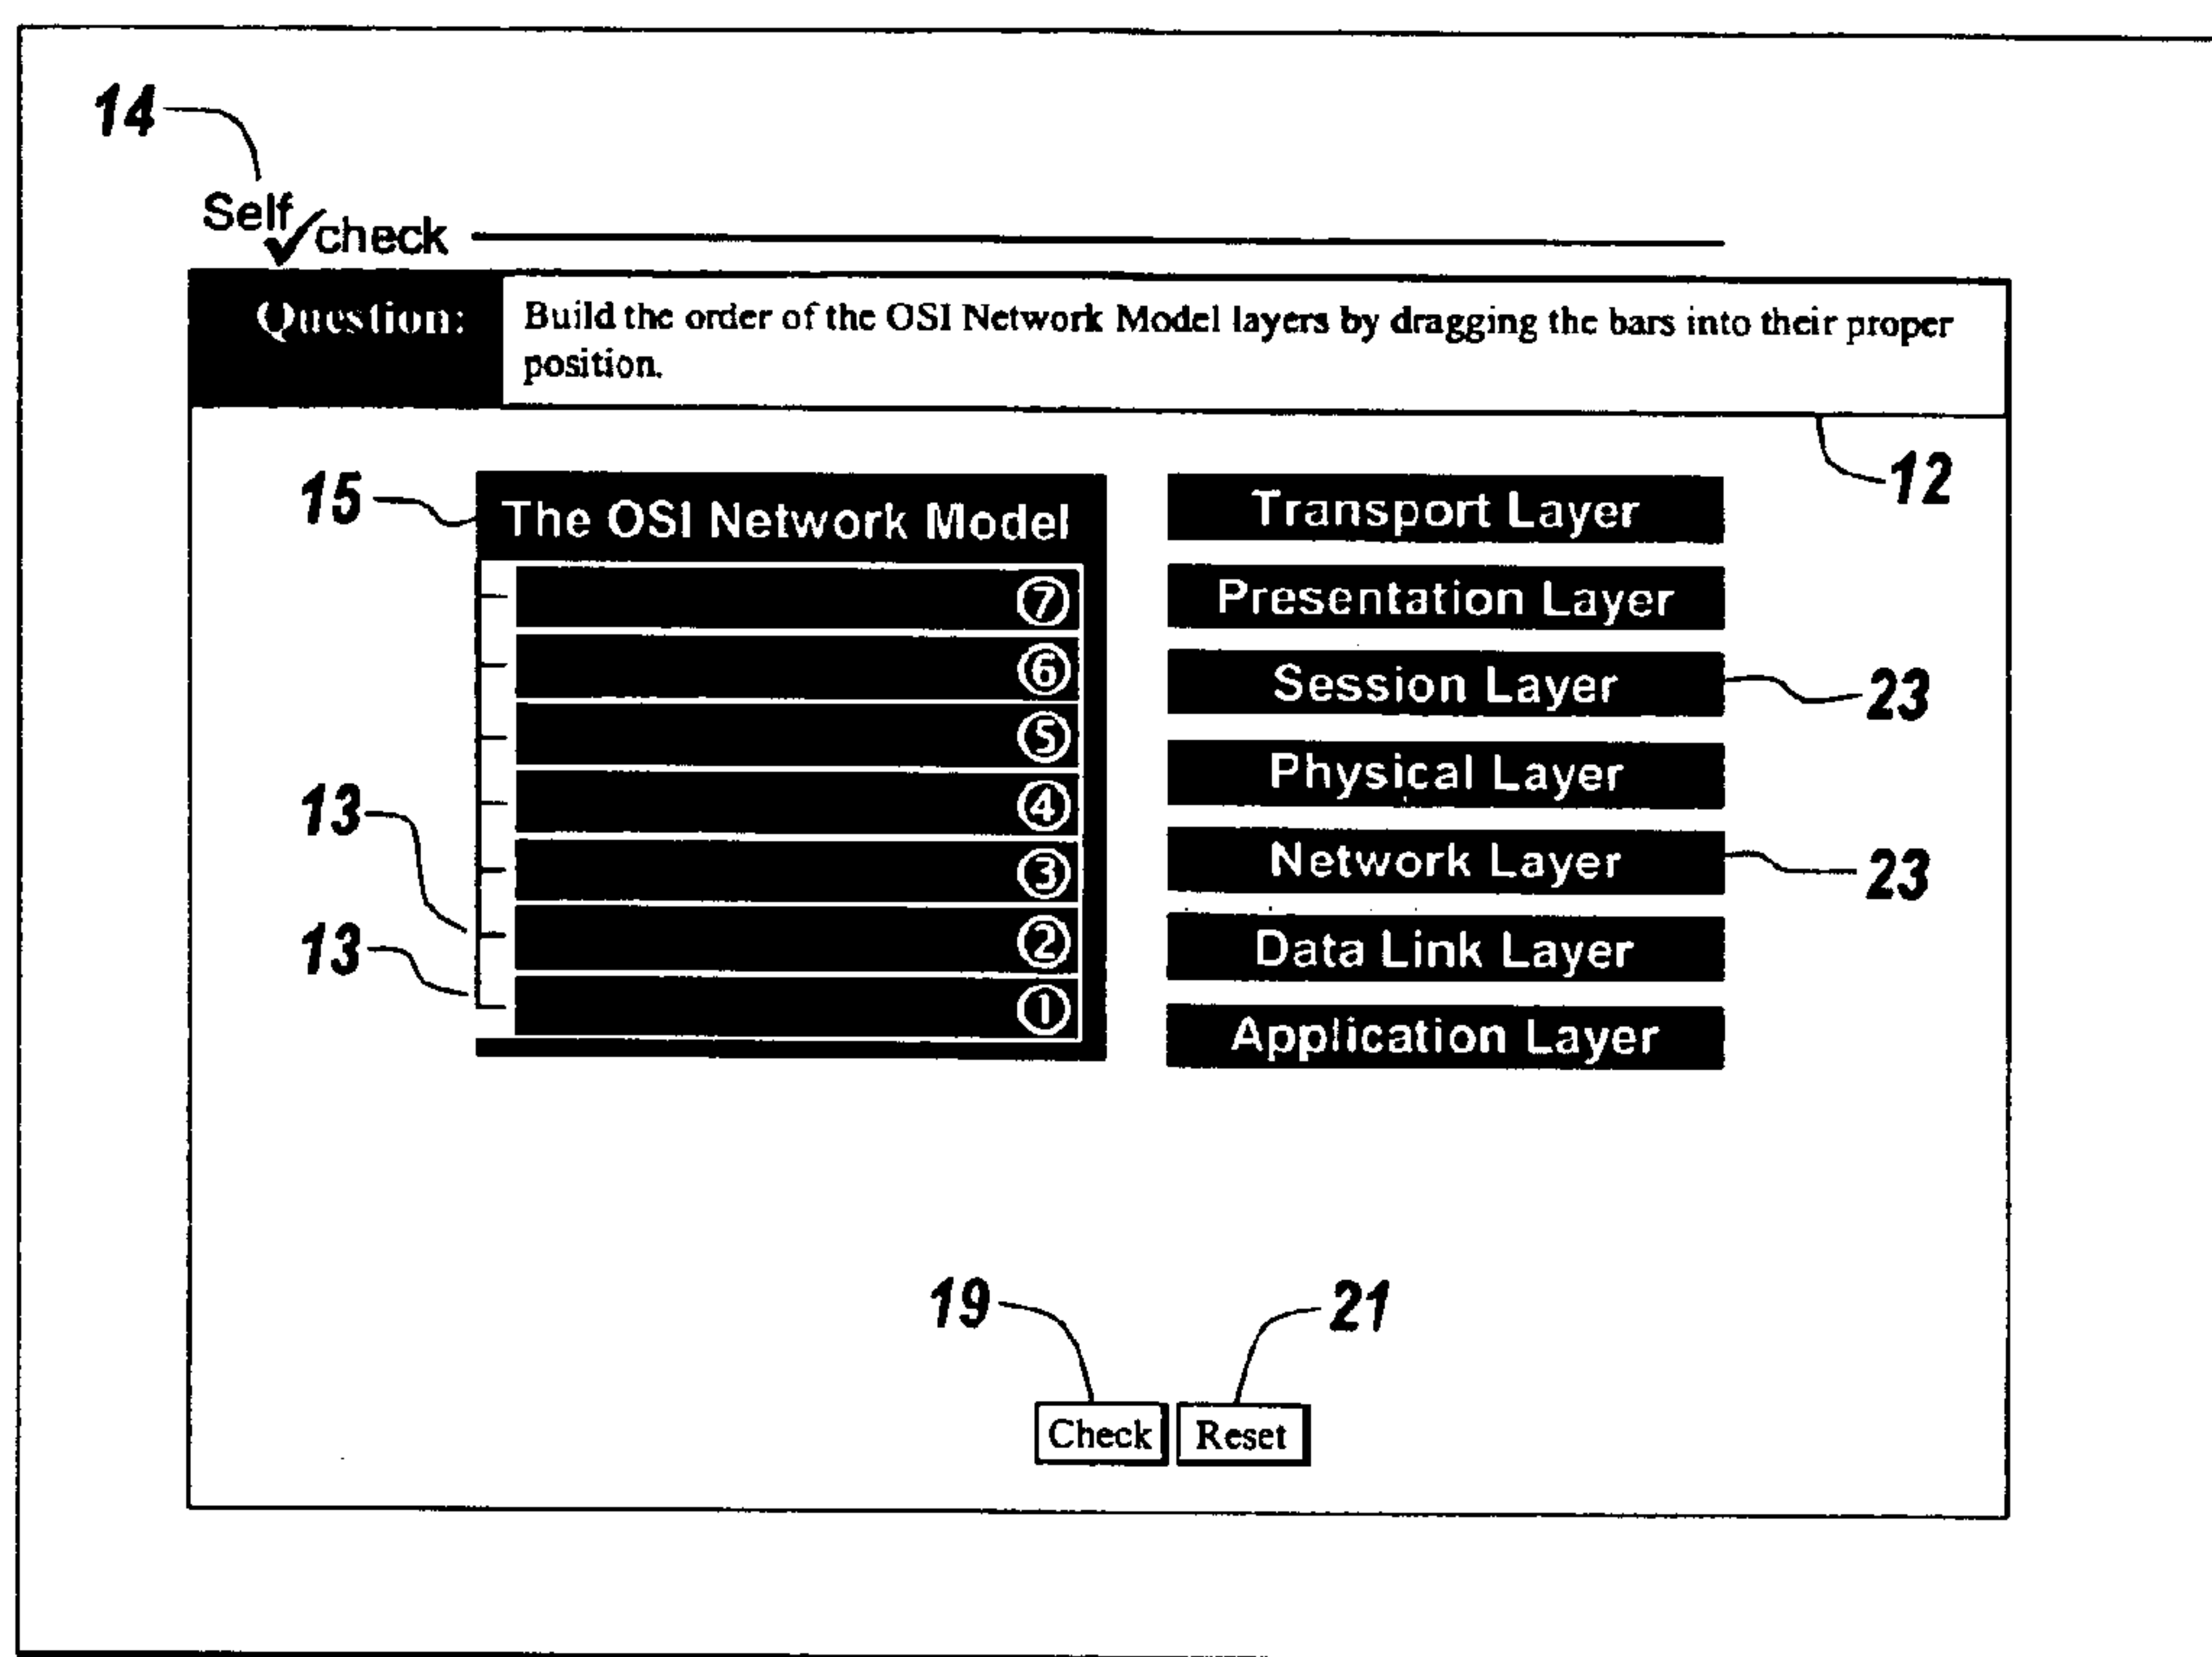 14
Self✓check
Question: Build the order of the OSI Network Model layers by dragging the bars into their proper
position.
12
15
The OSI Network Model
7
6
5
4
3
2
1
13
13
Transport Layer
Presentation Layer
Session Layer
23
Physical Layer
Network Layer
23
Data Link Layer
Application Layer
19
21
Check
Reset